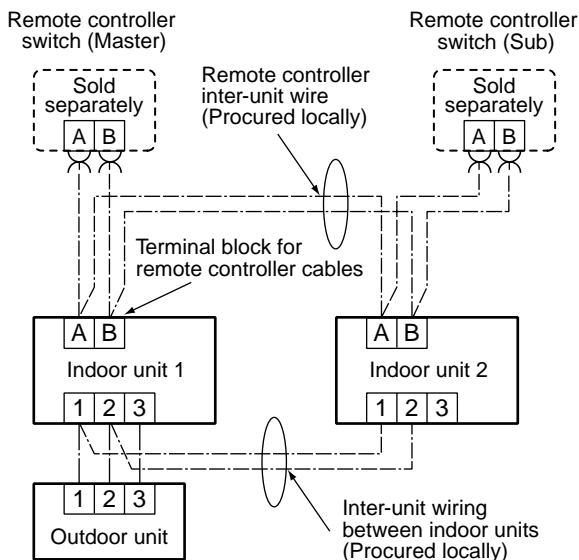 Remote controller
switch (Master)
Remote controller
switch (Sub)
Sold
separately
A B
Remote controller
inter-unit wire
(Procured locally)
Sold
separately
A B
Terminal block for
remote controller cables
A B
Indoor unit 1
1 2 3
A B
Indoor unit 2
1 2 3
1 2 3
Outdoor unit
Inter-unit wiring
between indoor units
(Procured locally)